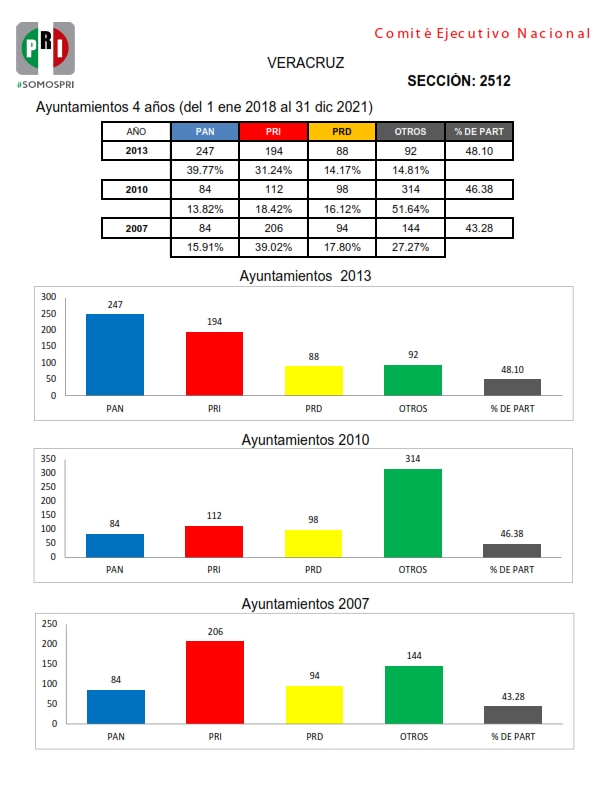 Comité Ejecutivo Nacional
PRI
#SOMOSPRI
VERACRUZ
SECCIÓN: 2512
Ayuntamientos 4 años (del 1 ene 2018 al 31 dic 2021)
AÑO PAN PRI PRD OTROS % DE PART
2013 247 194 88 92 48.10
39.77% 31.24% 14.17% 14.81%
2010 84 112 98 314 46.38
13.82% 18.42% 16.12% 51.64%
2007 84 206 94 144 43.28
15.91% 39.02% 17.80% 27.27%
Ayuntamientos 2013
300
250
200
150
100
50
0
247 194 88 92 48.10
PAN PRI PRD OTROS % DE PART
Ayuntamientos 2010
350
300
250
200
150
100
50
0
84 112 98 314 46.38
PAN PRI PRD OTROS % DE PART
Ayuntamientos 2007
250
200
150
100
50
0
84 206 94 144 43.28
PAN PRI PRD OTROS % DE PART